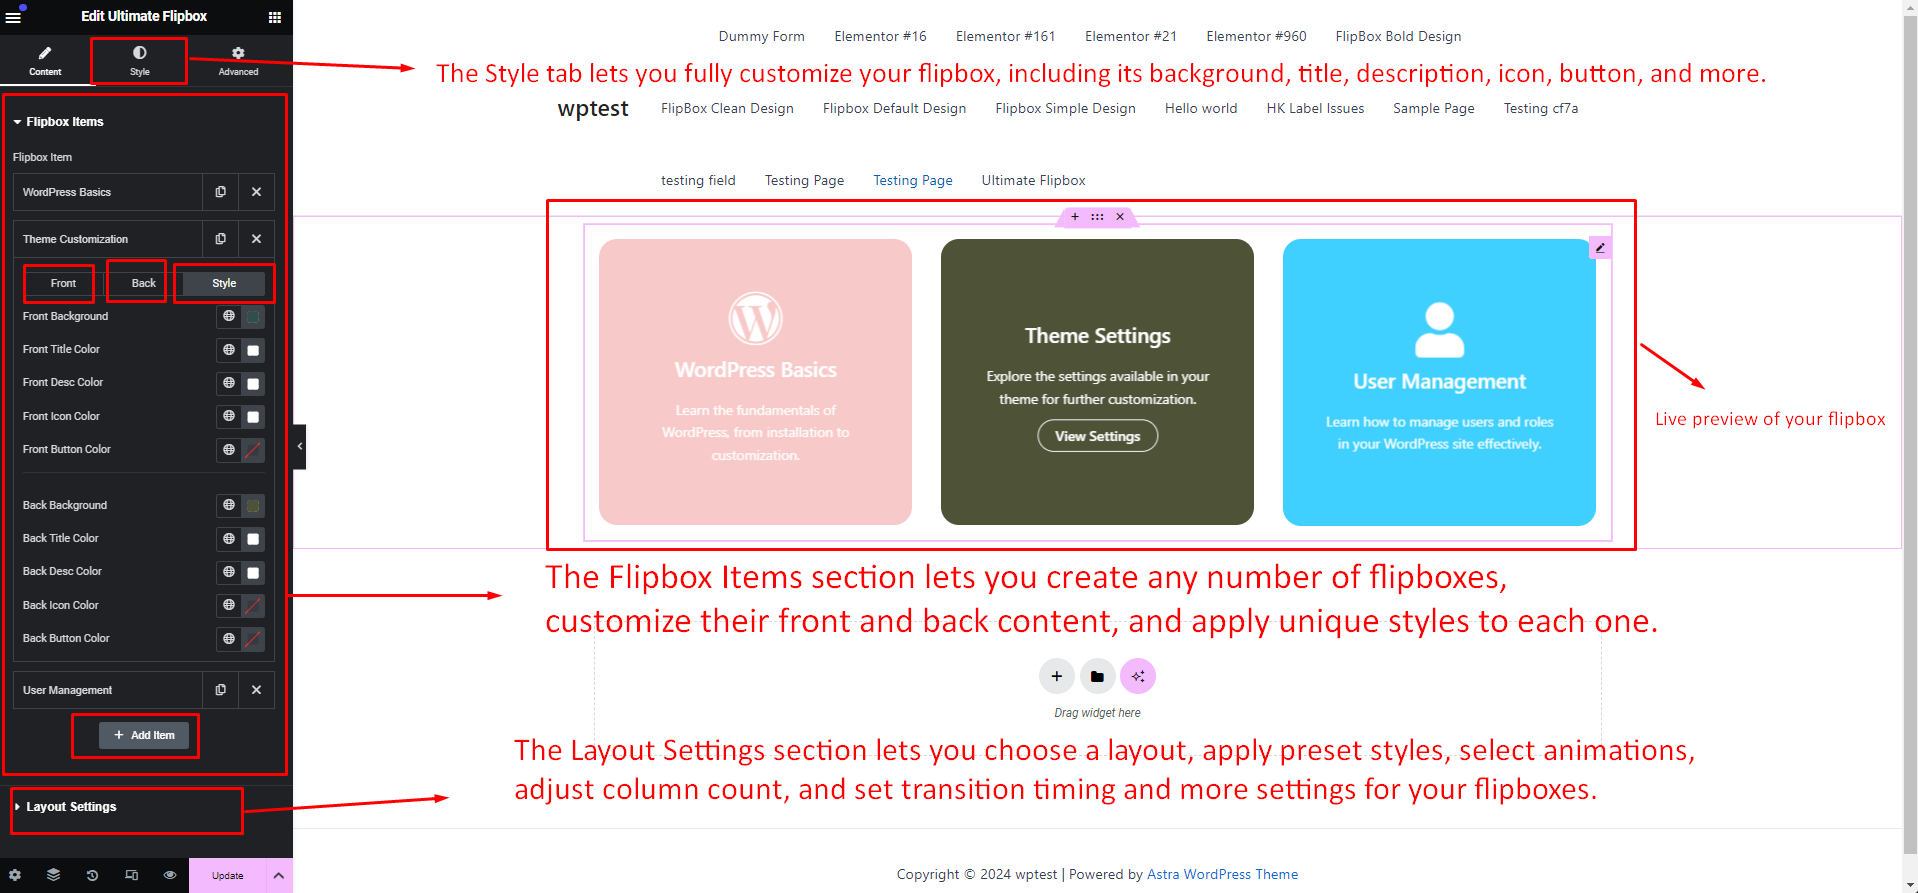 Edit Ultimate Flipbox
Content
Style
Advanced
Flipbox Items
Flipbox Item
WordPress Basics
Theme Customization
Front
Back
Style
Front Background
Front Title Color
Front Desc Color
Front Icon Color
Front Button Color
Back Background
Back Title Color
Back Desc Color
Back Icon Color
Back Button Color
User Management
+ Add Item
Layout Settings
Update
Dummy Form Elementor #16 Elementor #161 Elementor #21 Elementor #960 FlipBox Bold Design
The Style tab lets you fully customize your flipbox, including its background, title, description, icon, button, and more.
wptest FlipBox Clean Design Flipbox Default Design Flipbox Simple Design Hello world HK Label Issues Sample Page Testing cf7a
testing field Testing Page Testing Page Ultimate Flipbox
WordPress Basics
Learn the fundamentals of
WordPress, from installation to
customization.
Theme Settings
Explore the settings available in your
theme for further customization.
View Settings
User Management
Learn how to manage users and roles
in your WordPress site effectively.
Live preview of your flipbox
The Flipbox Items section lets you create any number of flipboxes,
customize their front and back content, and apply unique styles to each one.
Drag widget here
The Layout Settings section lets you choose a layout, apply preset styles, select animations,
adjust column count, and set transition timing and more settings for your flipboxes.
Copyright © 2024 wptest | Powered by Astra WordPress Theme